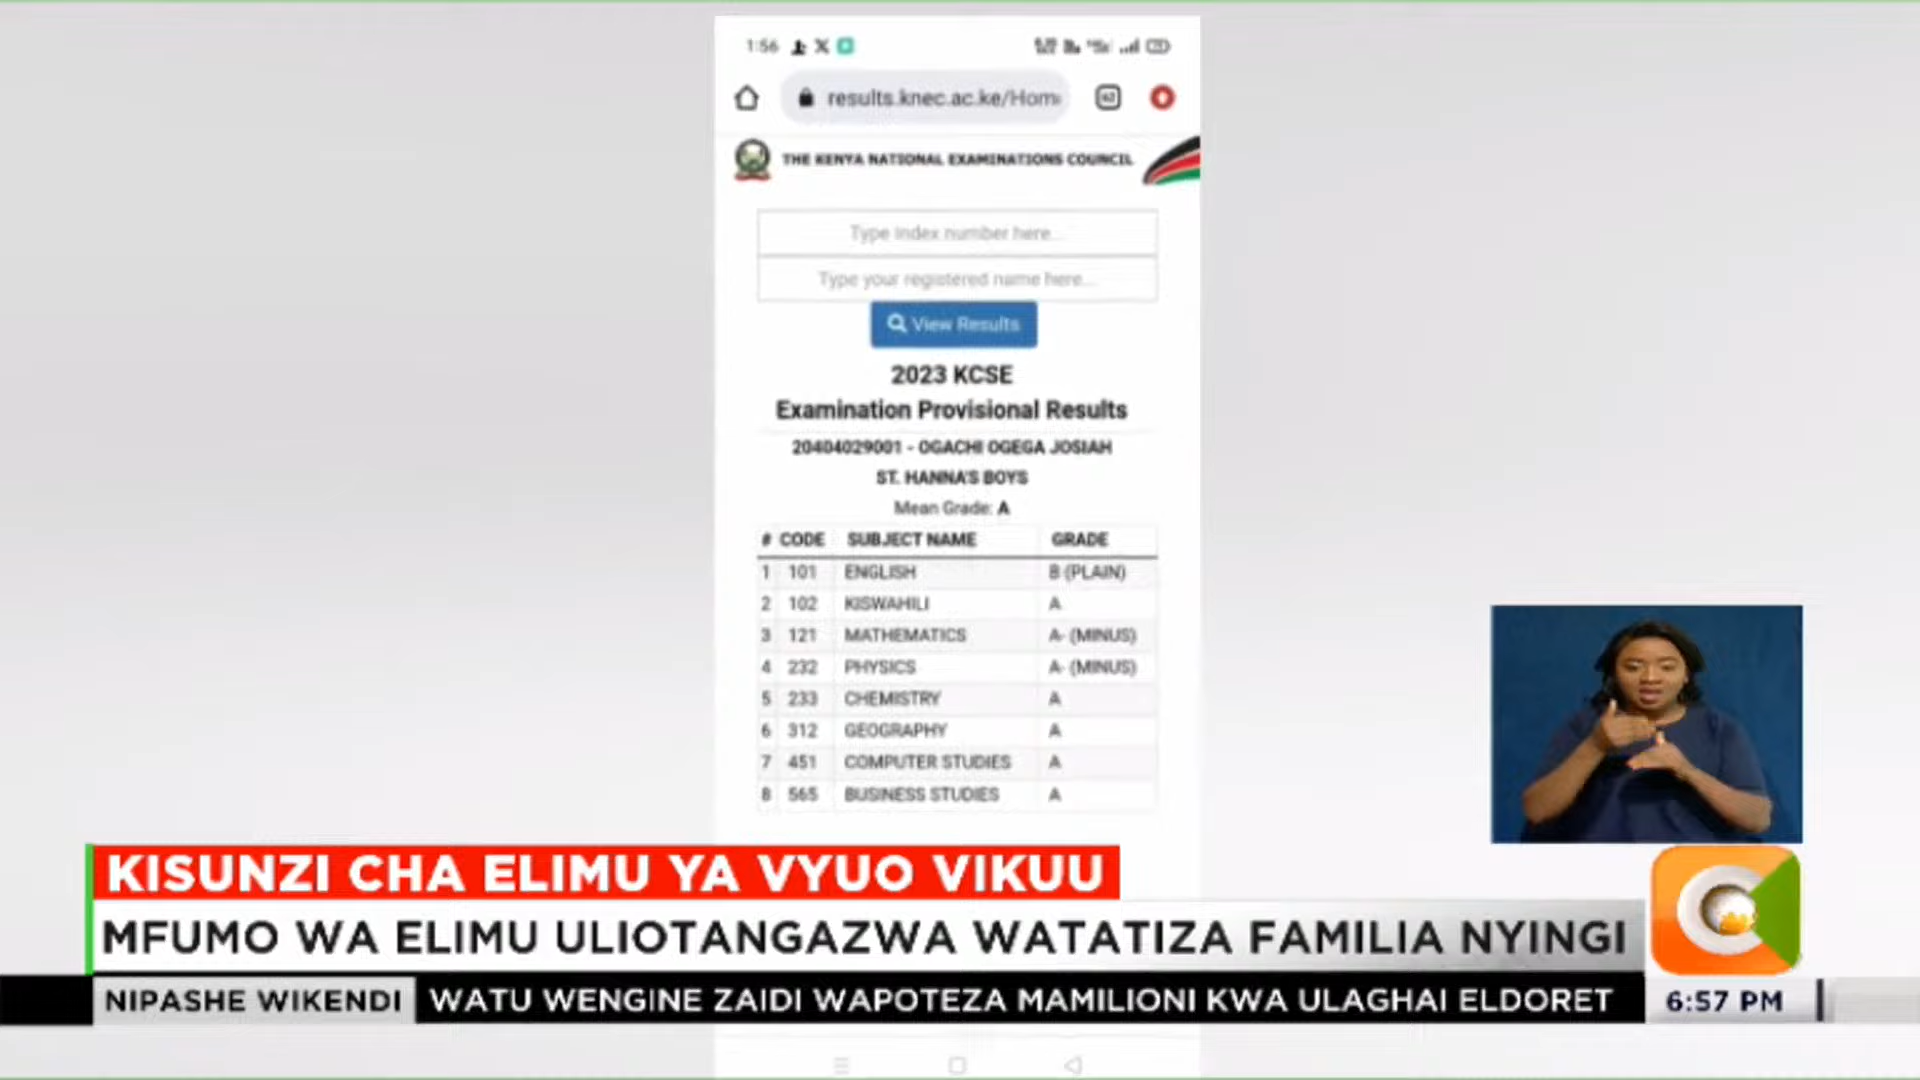 1:56
results.knec.ac.ke/Home
THE KENYA NATIONAL EXAMINATIONS COUNCIL
Type index number here...
Type your registered name here...
View Results
2023 KCSE
Examination Provisional Results
20404029001 - OGACHI OGEGA JOSIAH
ST. HANNA'S BOYS
Mean Grade: A
# CODE SUBJECT NAME GRADE
1 101 ENGLISH B (PLAIN)
2 102 KISWAHILI A
3 121 MATHEMATICS A- (MINUS)
4 232 PHYSICS A- (MINUS)
5 233 CHEMISTRY A
6 312 GEOGRAPHY A
7 451 COMPUTER STUDIES A
8 565 BUSINESS STUDIES A
KISUNZI CHA ELIMU YA VYUO VIKUU
MFUMO WA ELIMU ULIOTANGAZWA WATATIZA FAMILIA NYINGI
NIPASHE WIKENDI WATU WENGINE ZAIDI WAPOTEZA MAMILIONI KWA ULAGHAI ELDORET
6:57 PM